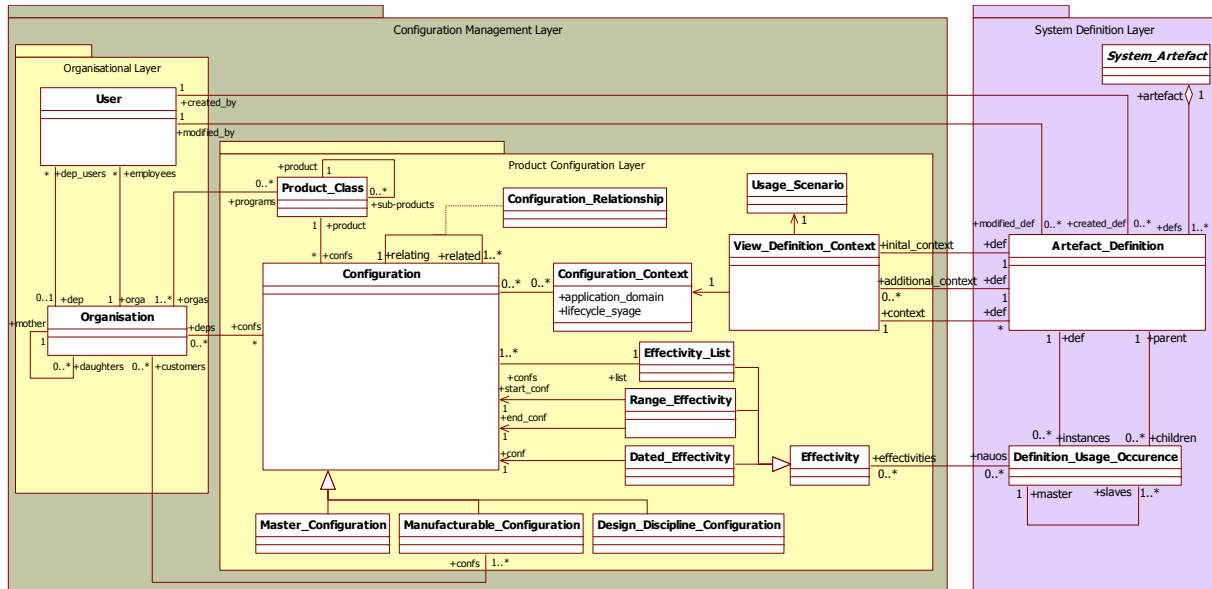 Configuration Management Layer
System Definition Layer
Organisational Layer
System_Artefact
+artefact 1
User
1
+created_by
1
+modified_by
* +dep_users * +employees
Product Configuration Layer
+product
1
Product_Class
0..*
+programs
0..*
+sub-products
1 +product
* +confs
Configuration_Relationship
1 +relating
+related 1..*
Usage_Scenario
1
View_Definition_Context
+inital_context
+def
1
+additional_context
0..*
+def
1
+context
1
+def
*
+modified_def 0..* +created_def 0..* +defs 1..*
Artefact_Definition
Configuration
0..* 0..*
Configuration_Context
+application_domain
+lifecycle_syage
1
0..1 +dep 1 +orga 1..* +orgas
Organisation
+mother
1
0..* +daughters 0..* +customers
+deps
0..*
+confs
*
1..*
+confs
1
+list
Effectivity_List
+start_conf
1
Range_Effectivity
+end_conf
1
+conf
1
Dated_Effectivity
Effectivity
+effectivities
0..*
+nauos
0..*
1 +def 1 +parent
0..* +instances 0..* +children
Definition_Usage_Occurence
1 +master +slaves 1..*
Master_Configuration
Manufacturable_Configuration
Design_Discipline_Configuration
+confs 1..*